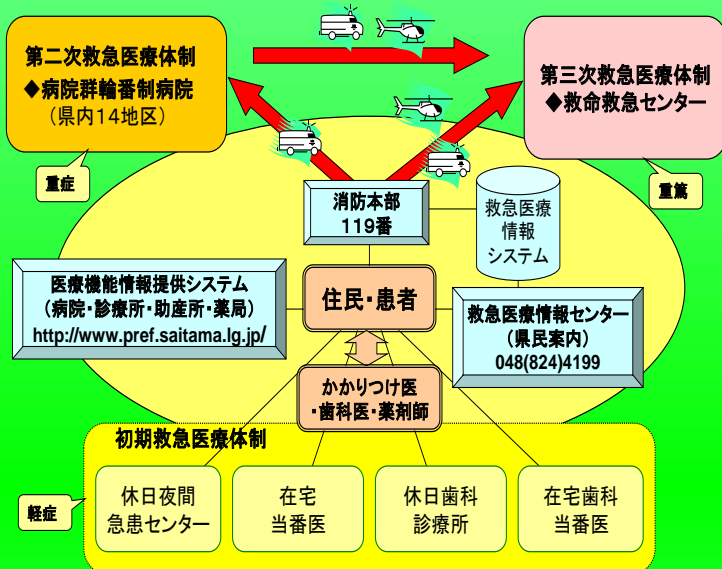 第二次救急医療体制
◆病院群輪番制病院
(県内14地区)
第三次救急医療体制
◆救命救急センター
重症
重篤
消防本部
119番
救急医療
情報
システム
医療機能情報提供システム
(病院・診療所・助産所・薬局)
http://www.pref.saitama.lg.jp/
住民・患者
救急医療情報センター
(県民案内)
048(824)4199
かかりつけ医
・歯科医・薬剤師
初期救急医療体制
軽症
休日夜間
急患センター
在宅
当番医
休日歯科
診療所
在宅歯科
当番医